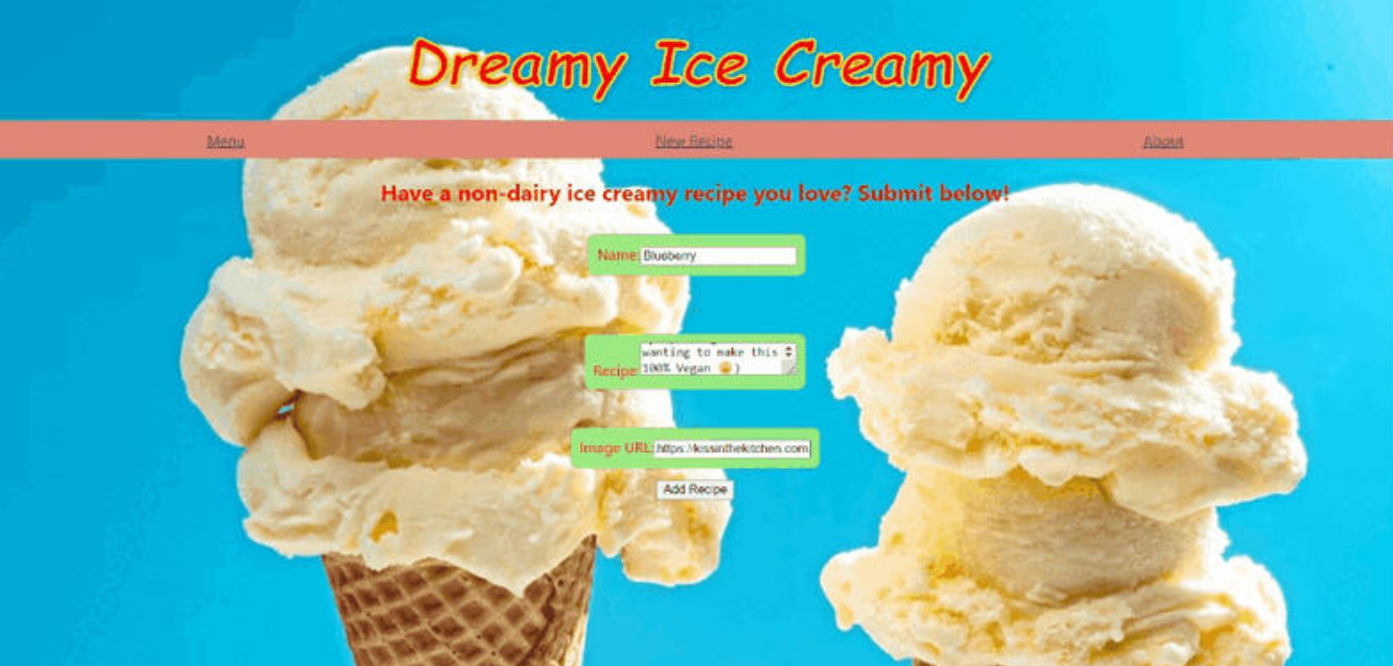 Dreamy Ice Creamy
Menu New Recipe About
Have a non-dairy ice creamy recipe you love? Submit below!
Name: Blueberry
wanting to make this
Recipe: 100% Vegan 😀)
Image URL: https://kissinthekitchen.com
Add Recipe